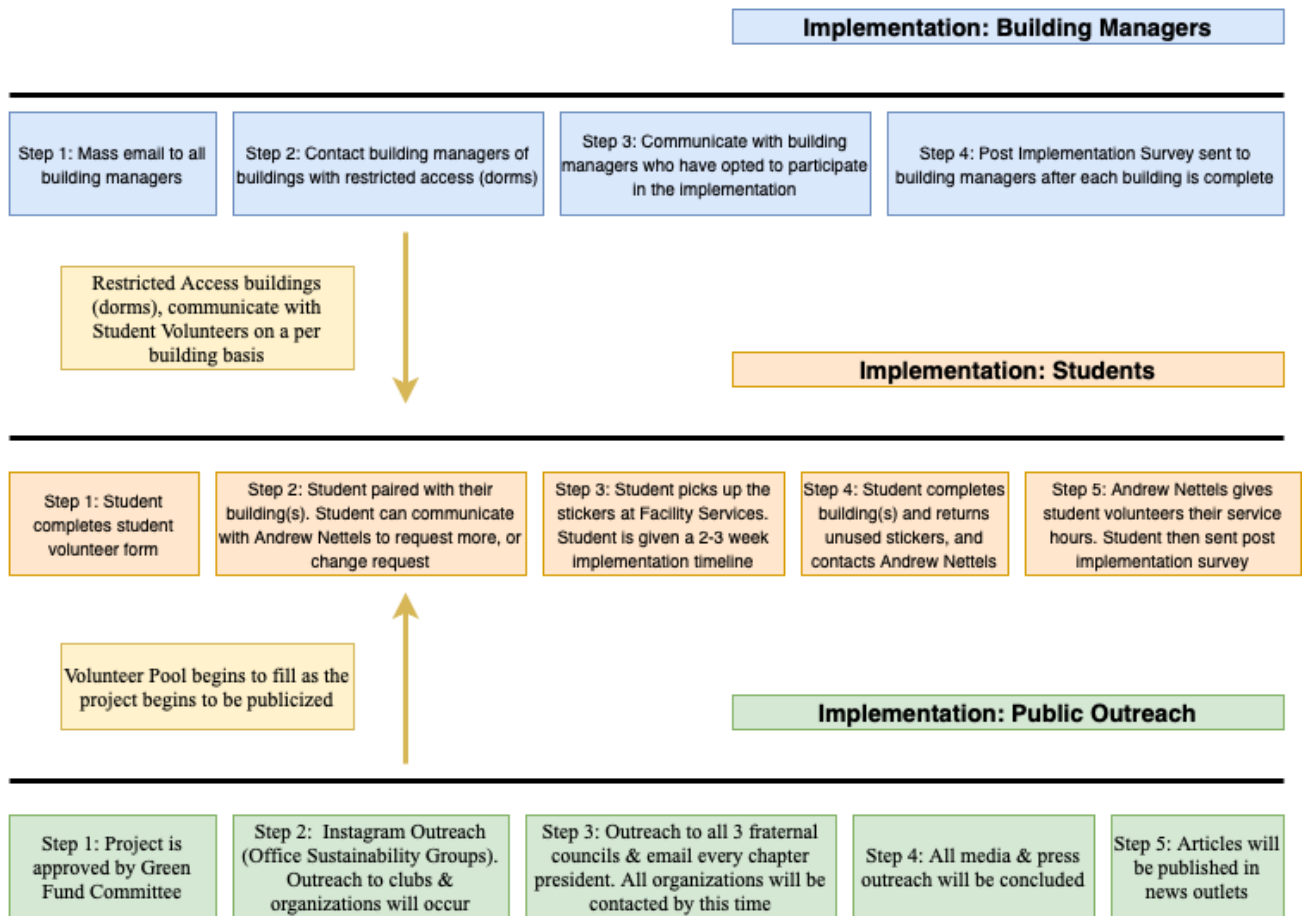 Implementation: Building Managers
Step 1: Mass email to all
building managers
Step 2: Contact building managers of
buildings with restricted access (dorms)
Step 3: Communicate with building
managers who have opted to participate
in the implementation
Step 4: Post Implementation Survey sent to
building managers after each building is complete
Restricted Access buildings
(dorms), communicate with
Student Volunteers on a per
building basis
Implementation: Students
Step 1: Student
completes student
volunteer form
Step 2: Student paired with their
building(s). Student can communicate
with Andrew Nettels to request more, or
change request
Step 3: Student picks up the
stickers at Facility Services.
Student is given a 2-3 week
implementation timeline
Step 4: Student completes
building(s) and returns
unused stickers, and
contacts Andrew Nettels
Step 5: Andrew Nettels gives
student volunteers their service
hours. Student then sent post
implementation survey
Volunteer Pool begins to fill as the
project begins to be publicized
Implementation: Public Outreach
Step 1: Project is
approved by Green
Fund Committee
Step 2: Instagram Outreach
(Office Sustainability Groups).
Outreach to clubs &
organizations will occur
Step 3: Outreach to all 3 fraternal
councils & email every chapter
president. All organizations will be
contacted by this time
Step 4: All media & press
outreach will be concluded
Step 5: Articles will
be published in
news outlets